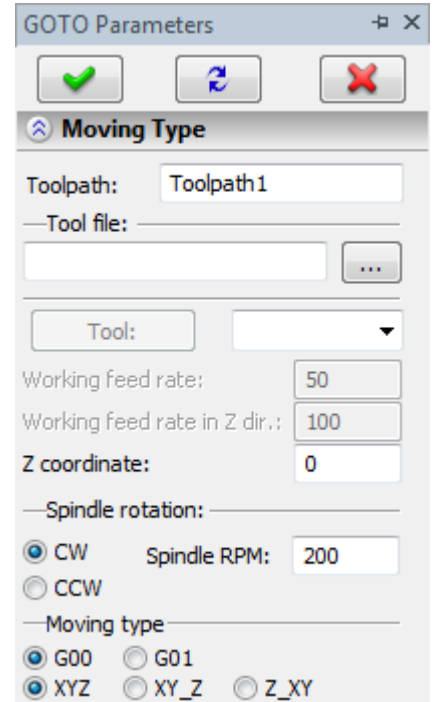 GOTO Parameters
Moving Type
Toolpath: Toolpath1
Tool file:
...
Tool:
Working feed rate: 50
Working feed rate in Z dir.: 100
Z coordinate: 0
Spindle rotation:
CW Spindle RPM: 200
CCW
Moving type
G00 G01
XYZ XY_Z Z_XY